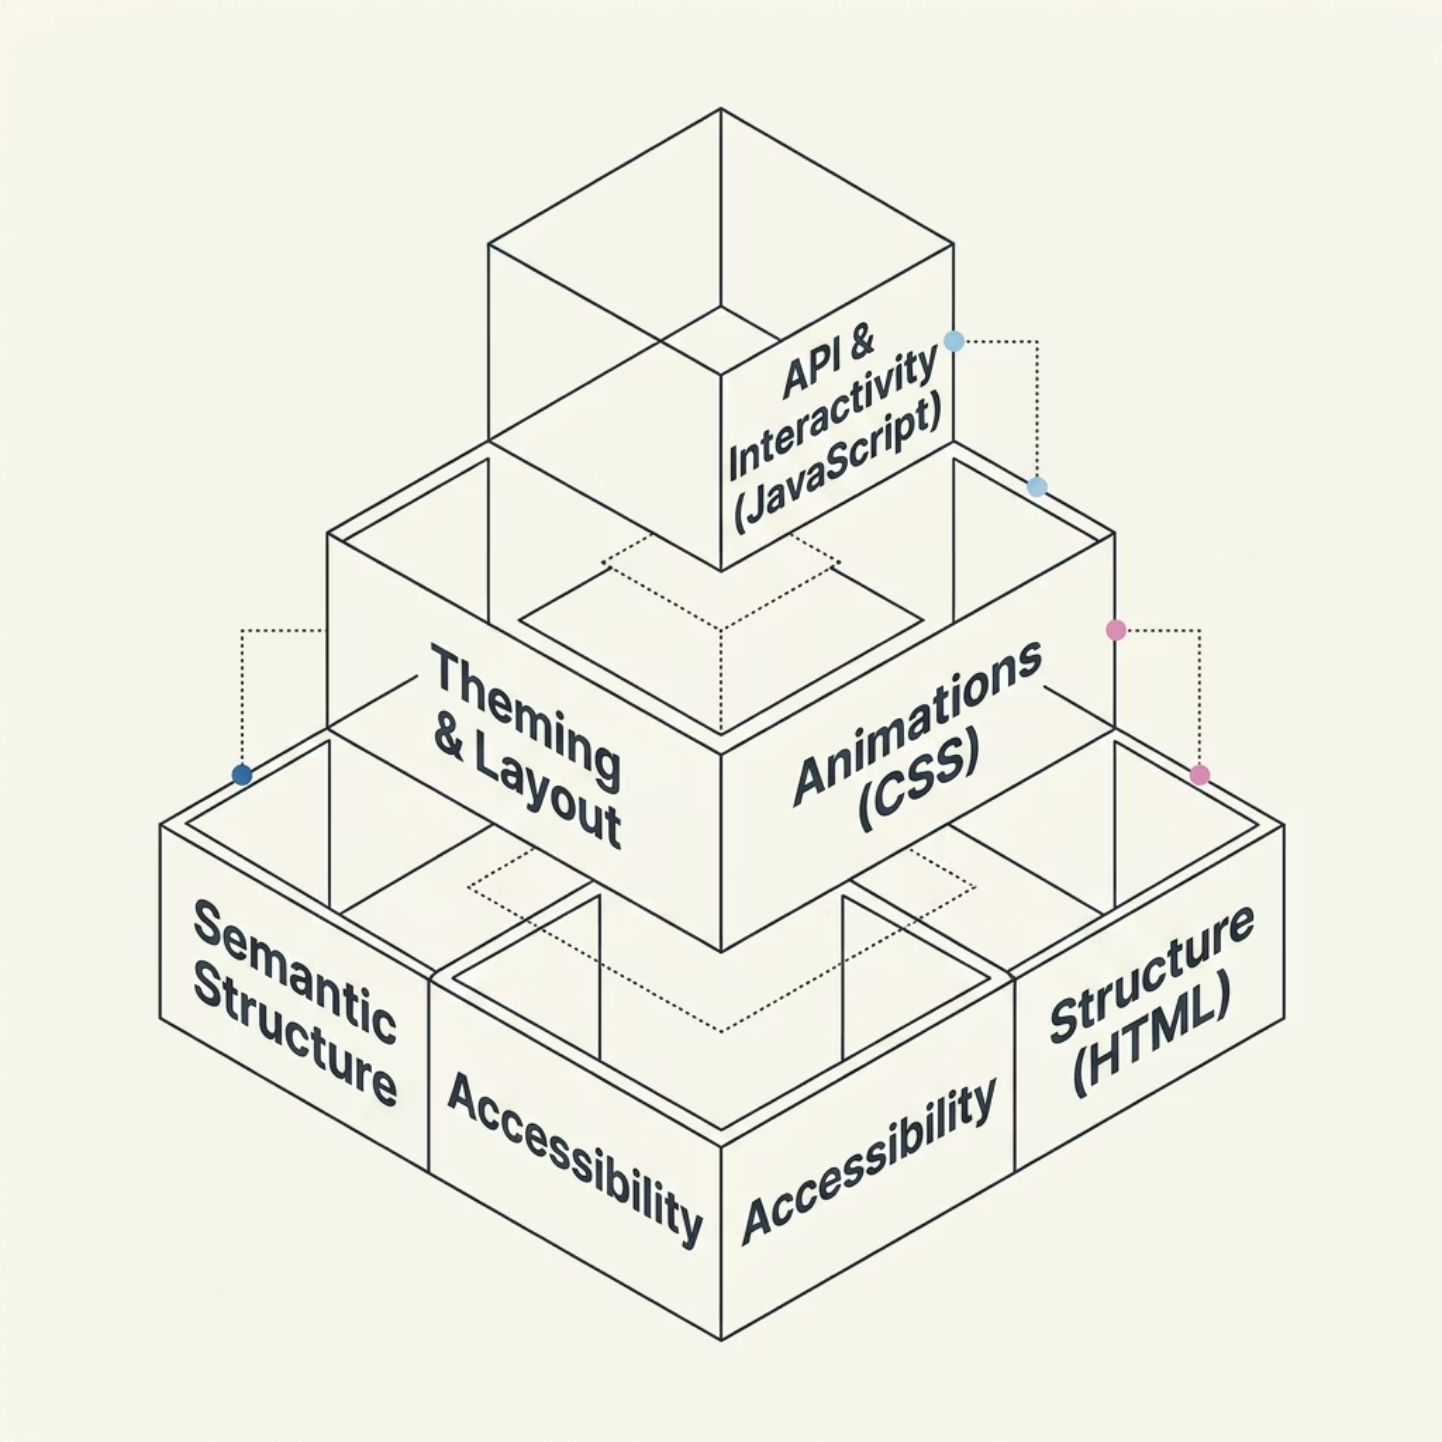 API &
Interactivity
(JavaScript)
Theming
& Layout
Animations
(CSS)
Semantic
Structure
Accessibility
Accessibility
Structure
(HTML)